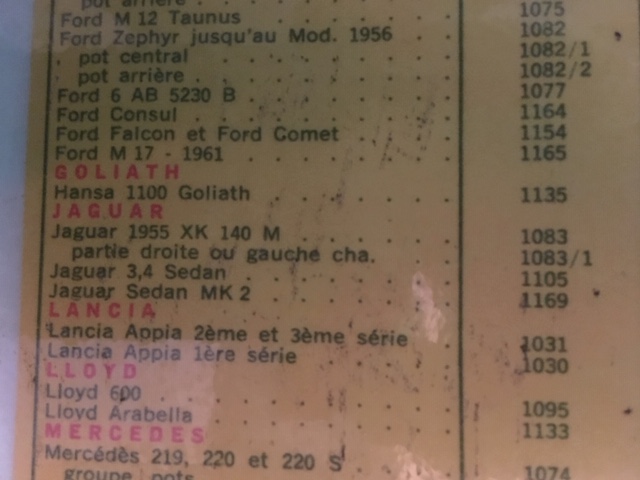 pot arrière
Ford M 12 Taunus 1075
Ford Zephyr jusqu'au Mod. 1956 1082
pot central 1082/1
pot arrière 1082/2
Ford 6 AB 5230 B 1077
Ford Consul 1164
Ford Falcon et Ford Comet 1154
Ford M 17 - 1961 1165
GOLIATH
Hansa 1100 Goliath 1135
JAGUAR
Jaguar 1955 XK 140 M 1083
partie droite ou gauche cha. 1083/1
Jaguar 3,4 Sedan 1105
Jaguar Sedan MK 2 1169
LANCIA
Lancia Appia 2ème et 3ème série 1031
Lancia Appia 1ère série 1030
LLOYD
Lloyd 600 1095
Lloyd Arabella 1133
MERCEDES
Mercédès 219, 220 et 220 S 1074
groupe pots